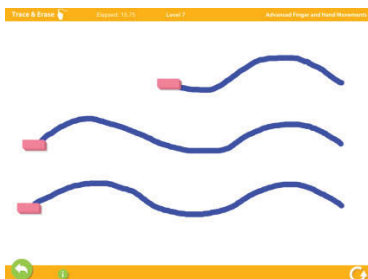 Trace & Erase
Elapsed: 15.75
Level 7
Advanced Finger and Hand Movements